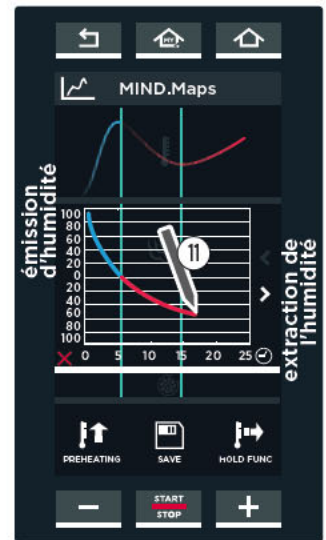 MY
MIND.Maps
émission
d'humidité
100
80
60
40
20
0
20
40
60
80
100
0 5 10 15 20 25
11
extraction de
l'humidité
PREHEATING SAVE HOLD FUNC
START
STOP